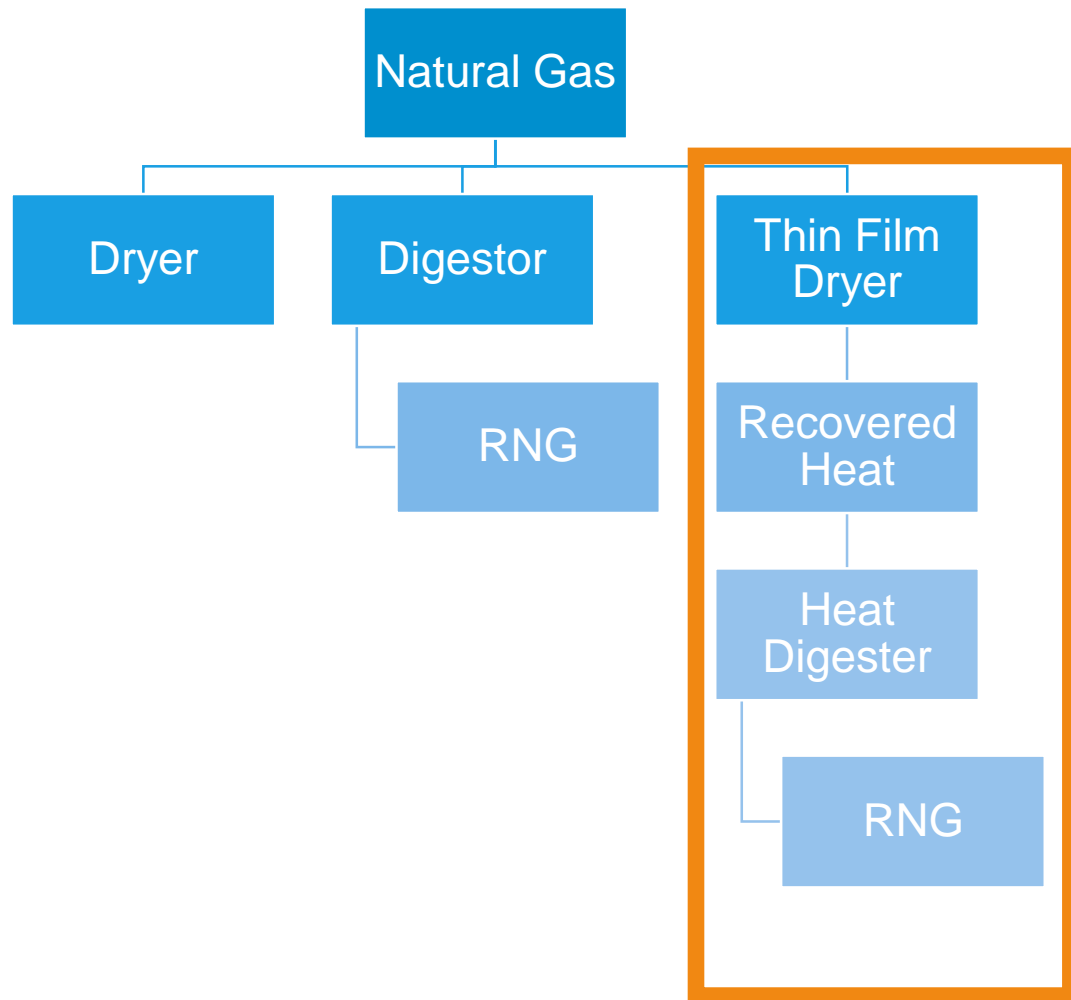 Natural Gas
Dryer
Digestor
Thin Film
Dryer
RNG
Recovered
Heat
Heat
Digester
RNG